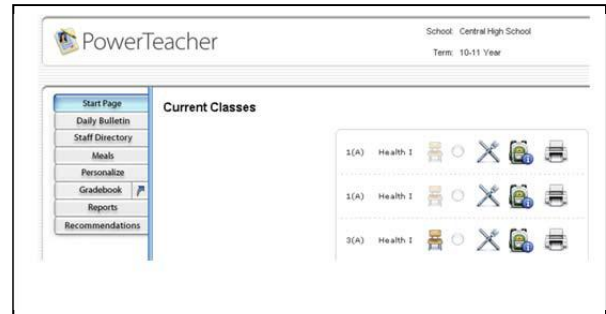 PowerTeacher
School: Central High School
Term: 10-11 Year
Start Page
Daily Bulletin
Staff Directory
Meals
Personalize
Gradebook
Reports
Recommendations
Current Classes
1(A) Health I
1(A) Health I
3(A) Health I